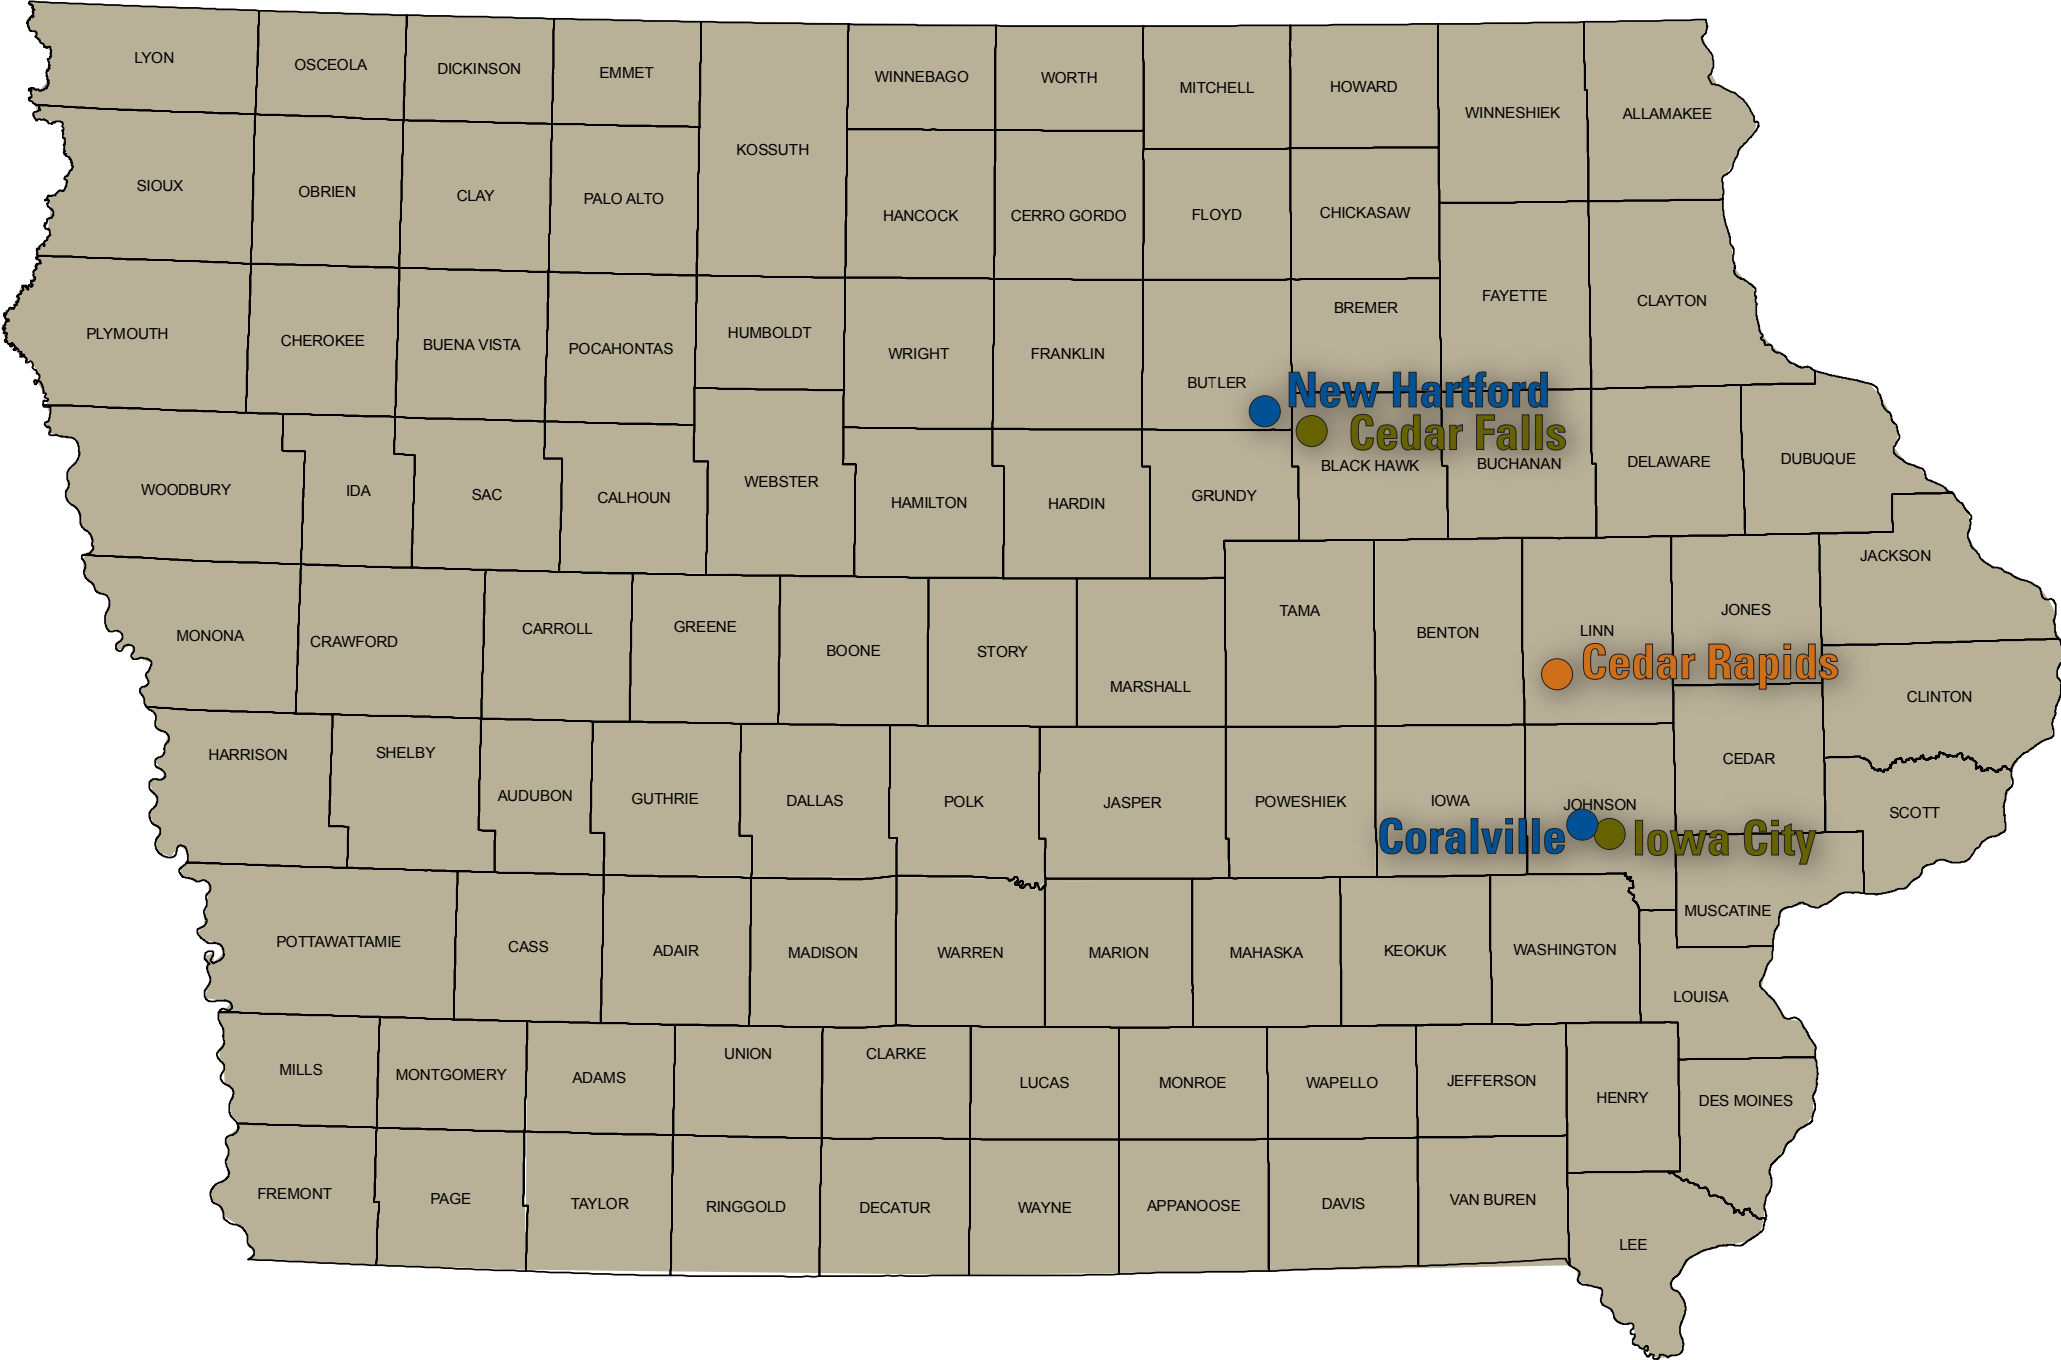 LYON
OSCEOLA
DICKINSON
EMMET
WINNEBAGO
WORTH
MITCHELL
HOWARD
WINNESHIEK
ALLAMAKEE
KOSSUTH
SIOUX
OBRIEN
CLAY
PALO ALTO
HANCOCK
CERRO GORDO
FLOYD
CHICKASAW
FAYETTE
CLAYTON
PLYMOUTH
CHEROKEE
BUENA VISTA
POCAHONTAS
HUMBOLDT
WRIGHT
FRANKLIN
BUTLER
BREMER
New Hartford
Cedar Falls
WOODBURY
IDA
SAC
CALHOUN
WEBSTER
HAMILTON
HARDIN
GRUNDY
BLACK HAWK
BUCHANAN
DELAWARE
DUBUQUE
JACKSON
MONONA
CRAWFORD
CARROLL
GREENE
BOONE
STORY
MARSHALL
TAMA
BENTON
LINN
JONES
Cedar Rapids
CLINTON
HARRISON
SHELBY
AUDUBON
GUTHRIE
DALLAS
POLK
JASPER
POWESHIEK
IOWA
JOHNSON
CEDAR
SCOTT
Coralville
Iowa City
MUSCATINE
POTTAWATTAMIE
CASS
ADAIR
MADISON
WARREN
MARION
MAHASKA
KEOKUK
WASHINGTON
LOUISA
MILLS
MONTGOMERY
ADAMS
UNION
CLARKE
LUCAS
MONROE
WAPELLO
JEFFERSON
HENRY
DES MOINES
FREMONT
PAGE
TAYLOR
RINGGOLD
DECATUR
WAYNE
APPANOOSE
DAVIS
VAN BUREN
LEE